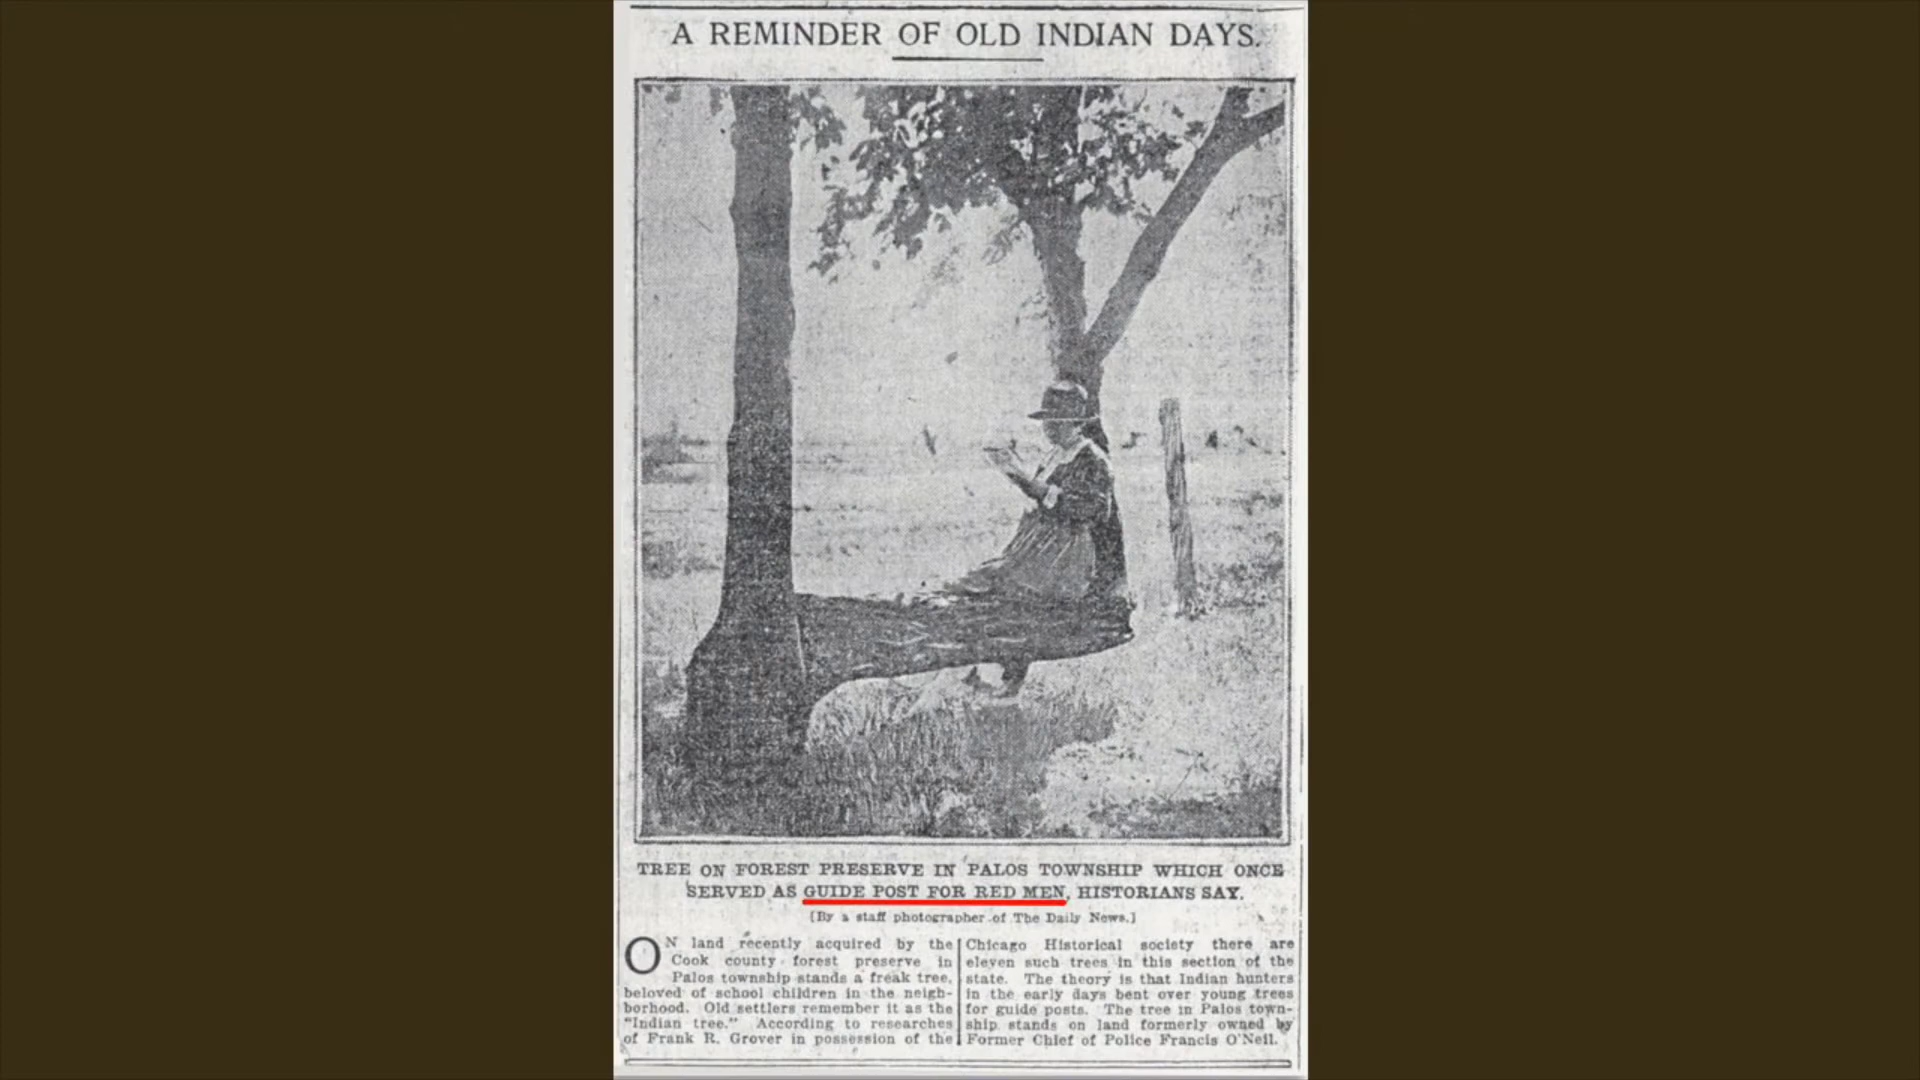 A REMINDER OF OLD INDIAN DAYS.
TREE ON FOREST PRESERVE IN PALOS TOWNSHIP WHICH ONCE
SERVED AS GUIDE POST FOR RED MEN, HISTORIANS SAY.
[By a staff photographer of The Daily News.]
ON land recently acquired by the
Cook county forest preserve in
Palos township stands a freak tree,
beloved of school children in the neigh-
borhood. Old settlers remember it as the
"Indian tree." According to researches
of Frank R. Grover in possession of the
Chicago Historical society there are
eleven such trees in this section of the
state. The theory is that Indian hunters
in the early days bent over young trees
for guide posts. The tree in Palos town-
ship stands on land formerly owned by
Former Chief of Police Francis O'Neil.